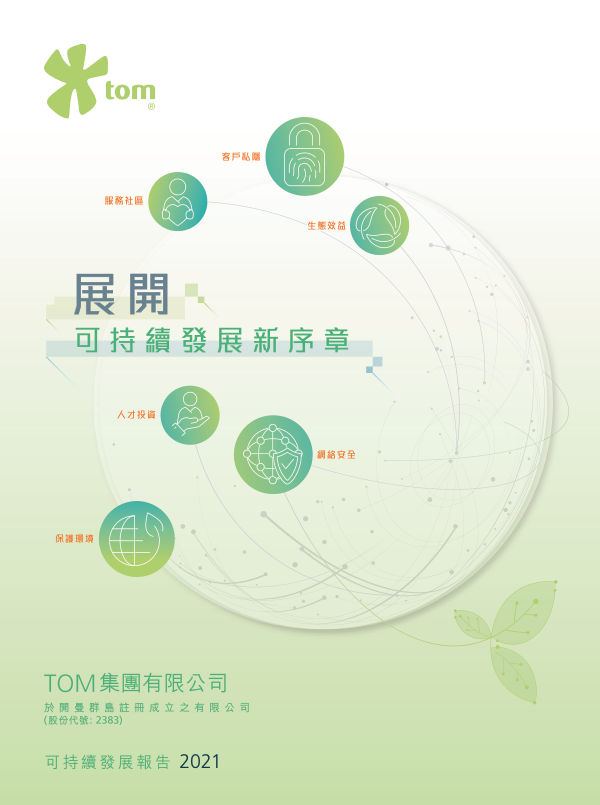 tom
®
客戶私隱
服務社區
生態效益
展開
可持續發展新序章
人才投資
網絡安全
保護環境
TOM集團有限公司
於開曼群島註冊成立之有限公司
(股份代號: 2383)
可持續發展報告 2021